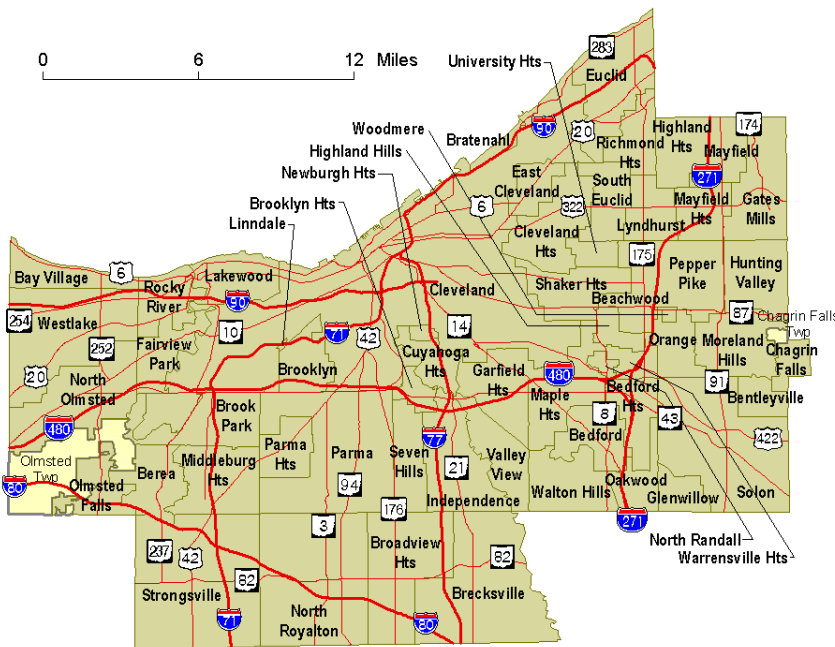 0 6 12 Miles
283
University Hts
Euclid
Woodmere
90
20
Highland
Hts
174
Highland Hills
Bratenahl
Richmond
Hts
Mayfield
Newburgh Hts
East
Cleveland
South
Euclid
271
Brooklyn Hts
6
322
Mayfield
Hts
Gates
Mills
Linndale
Cleveland
Hts
Lyndhurst
Bay Village
6
Rocky
River
Lakewood
175
Pepper
Pike
Hunting
Valley
Shaker Hts
90
Cleveland
Beachwood
254
Westlake
10
71
42
14
87
Chagrin Falls
Twp
252
Fairview
Park
Cuyahoga
Hts
Orange
Moreland
Hills
Chagrin
Falls
20
North
Olmsted
Brooklyn
Garfield
Hts
480
Bedford
Hts
91
Bentleyville
Brook
Park
Maple
Hts
8
43
480
Parma
Hts
Parma
Seven
Hills
77
Bedford
422
Olmsted
Twp
Berea
Middleburg
Hts
21
Valley
View
80
Olmsted
Falls
94
Independence
Walton Hills
Oakwood
Glenwillow
Solon
176
271
3
Broadview
Hts
North Randall
Warrensville Hts
237
42
82
82
Strongsville
Brecksville
71
North
Royalton
80